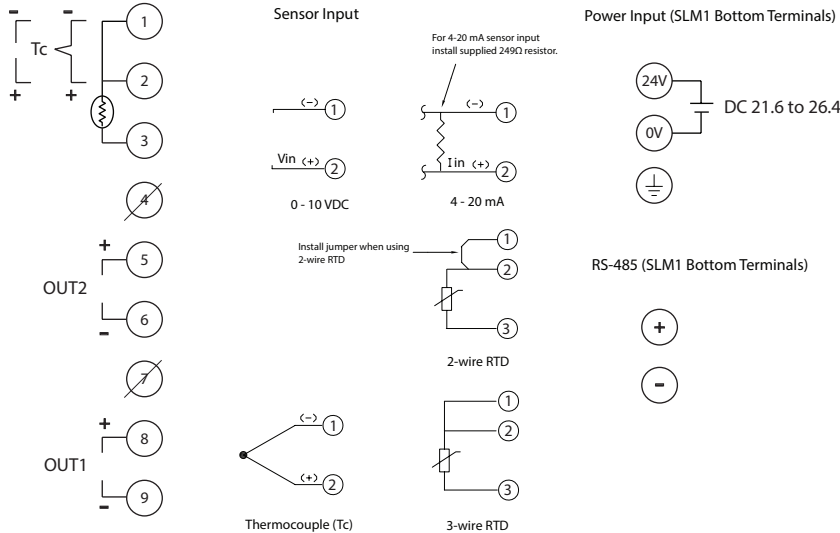 Tc
- -
+ +
1
2
3
4
+
5
OUT2
6
-
7
+
8
OUT1
9
-
Sensor Input
For 4-20 mA sensor input
install supplied 249Ω resistor.
(-) 1
Vin (+) 2
0 - 10 VDC
(-) 1
Iin (+) 2
4 - 20 mA
Install jumper when using
2-wire RTD
1
2
3
2-wire RTD
(-) 1
(+) 2
Thermocouple (Tc)
1
2
3
3-wire RTD
Power Input (SLM1 Bottom Terminals)
24V
0V
DC 21.6 to 26.4
RS-485 (SLM1 Bottom Terminals)
+
-